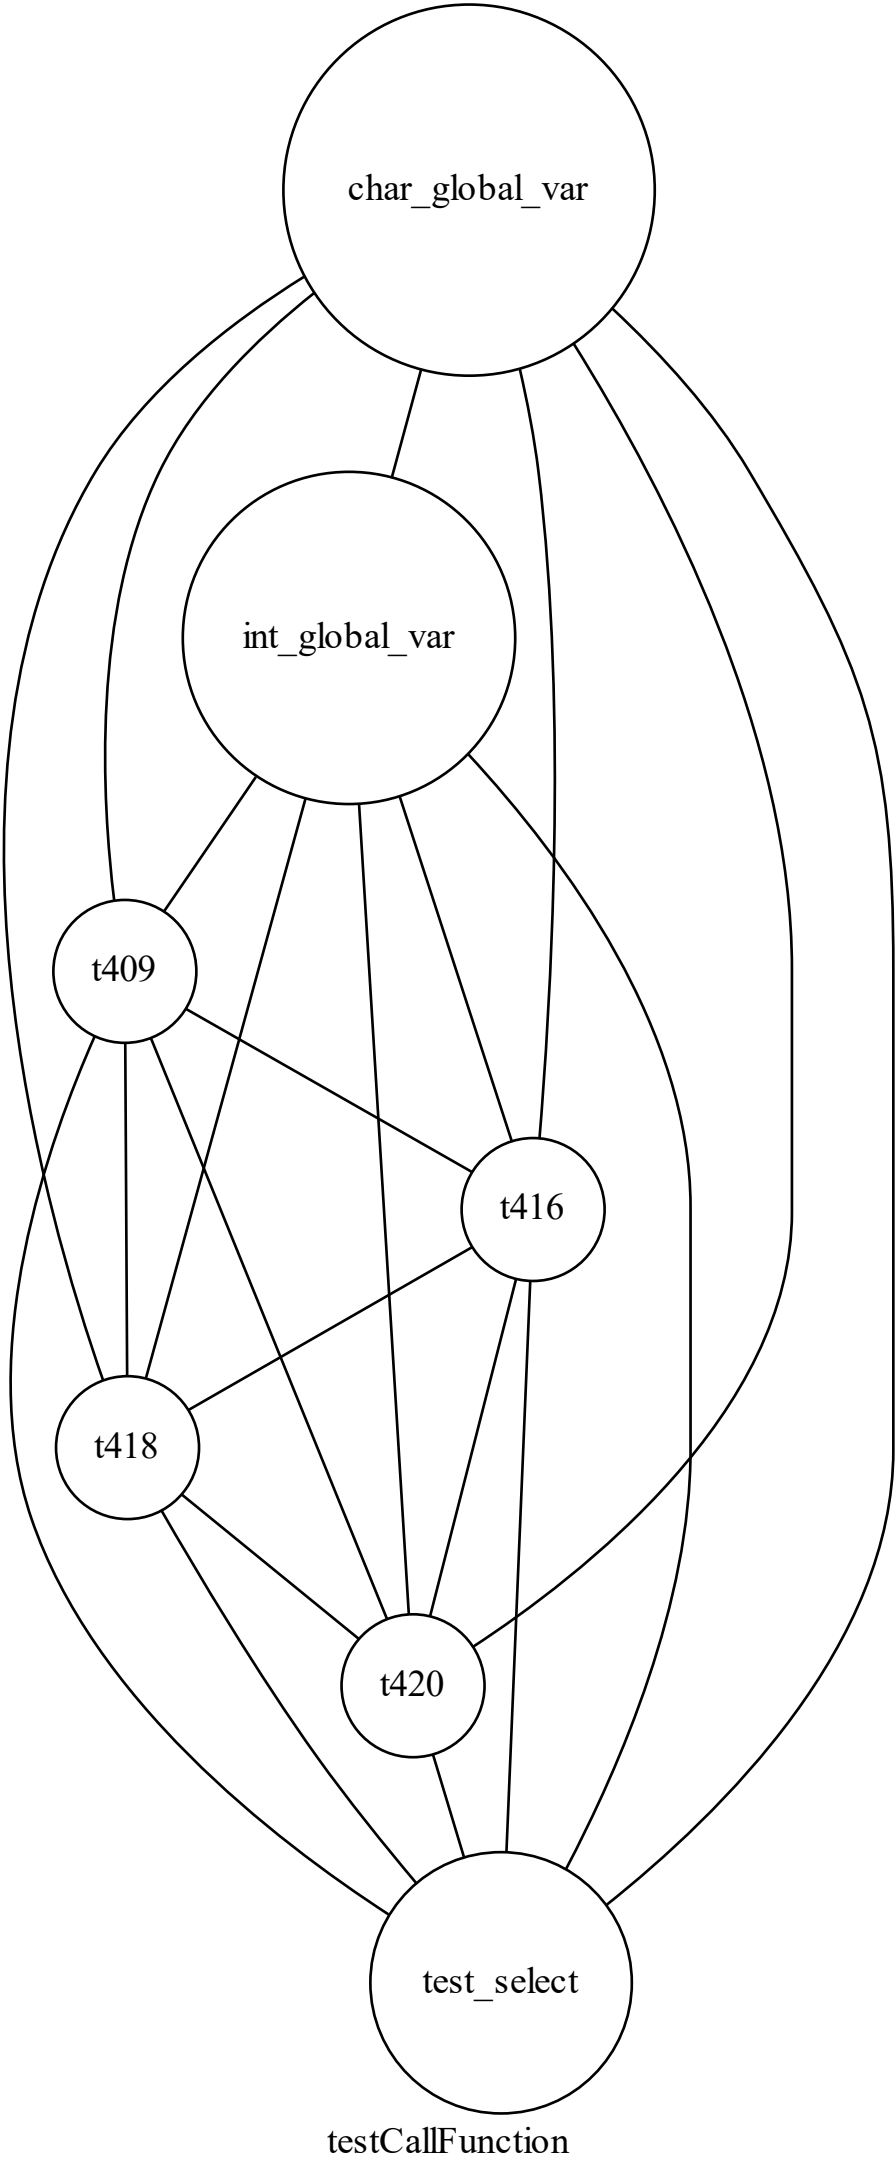 char_global_var
int_global_var
t409
t416
t418
t420
test_select
testCallFunction